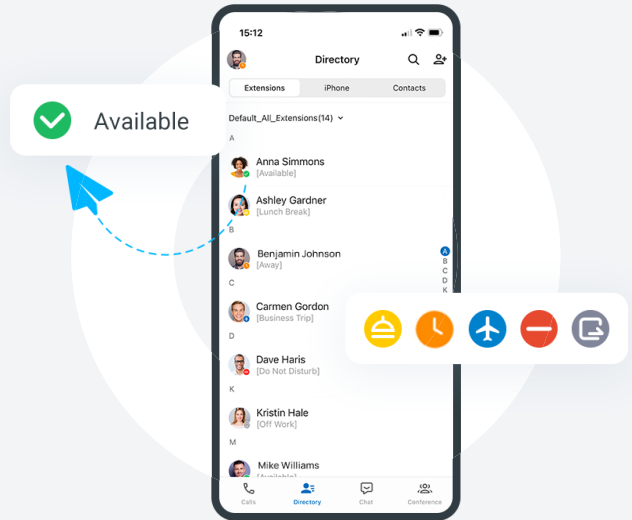 15:12
Directory
Extensions iPhone Contacts
Default_All_Extensions(14)
A
Available
Anna Simmons
[Available]
Ashley Gardner
[Lunch Break]
B
Benjamin Johnson
[Away]
A
B
C
D
K
C
Carmen Gordon
[Business Trip]
D
Dave Haris
[Do Not Disturb]
K
Kristin Hale
[Off Work]
M
Mike Williams
[Available]
Calls Directory Chat Conference